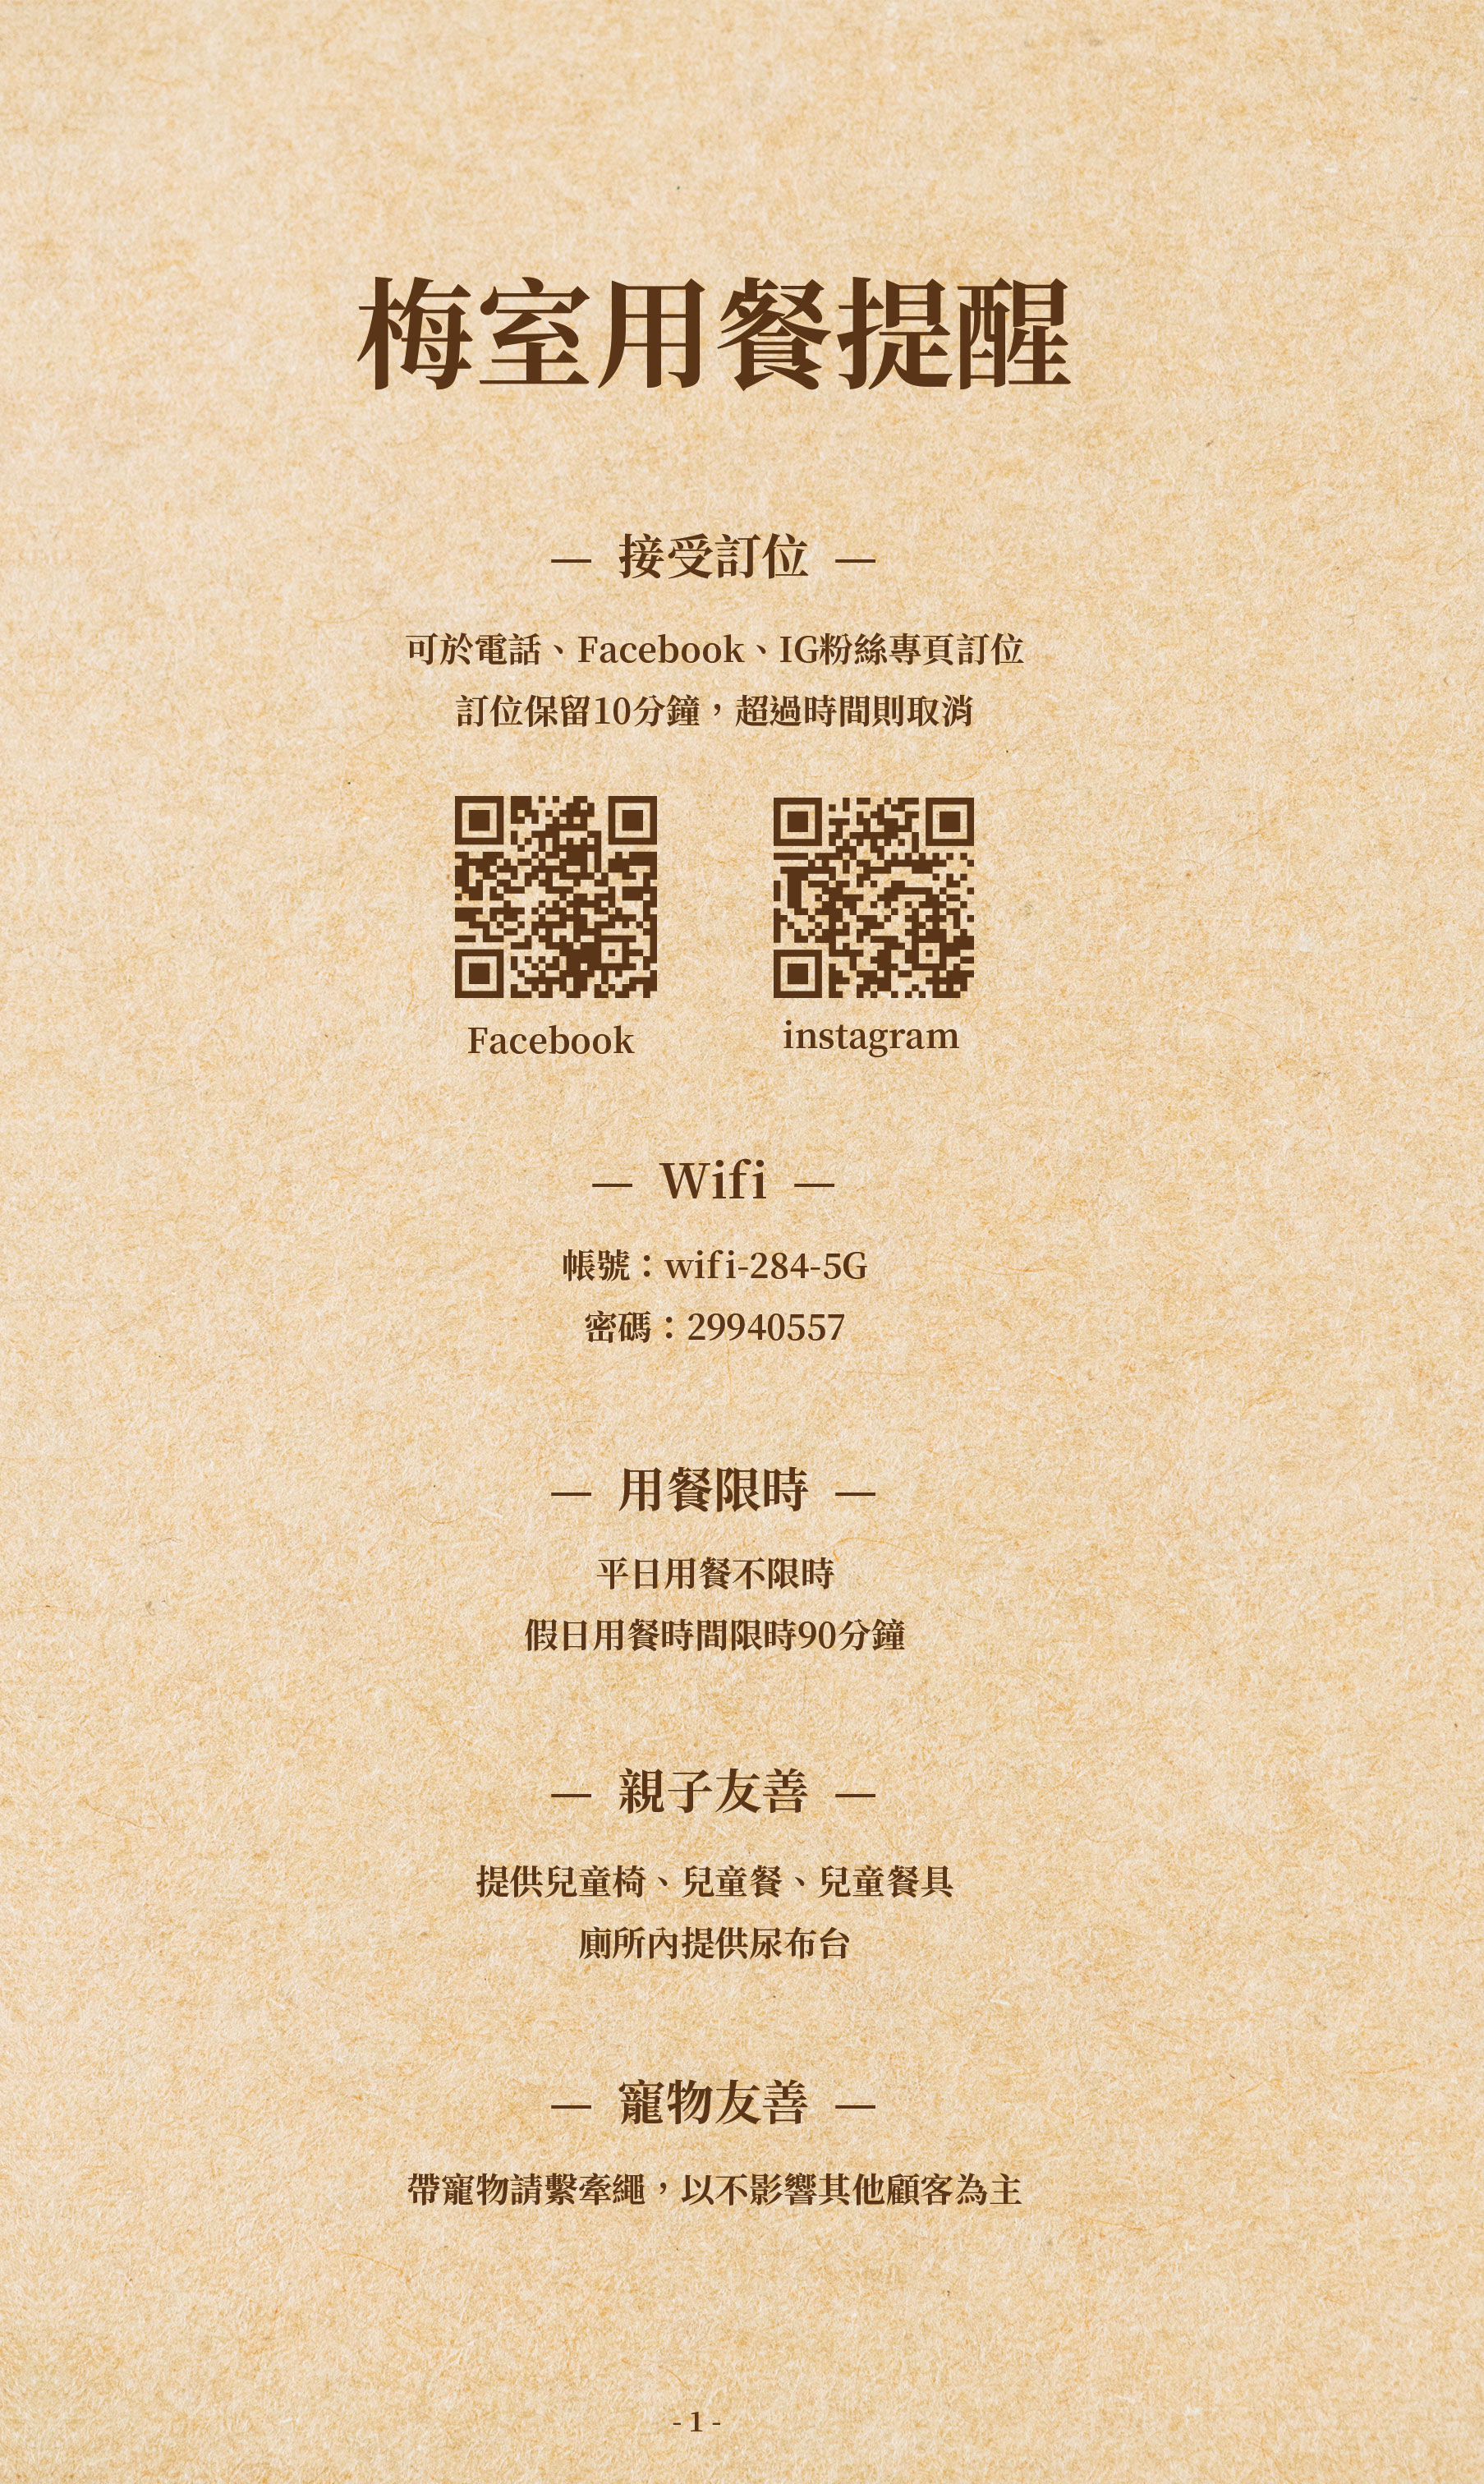 梅室用餐提醒
— 接受訂位 —
可於電話、Facebook、IG粉絲專頁訂位
訂位保留10分鐘，超過時間則取消
Facebook
instagram
— Wifi —
帳號：wifi-284-5G
密碼：29940557
— 用餐限時 —
平日用餐不限時
假日用餐時間限時90分鐘
— 親子友善 —
提供兒童椅、兒童餐、兒童餐具
廁所內提供尿布台
— 寵物友善 —
帶寵物請繫牽繩，以不影響其他顧客為主
- 1 -